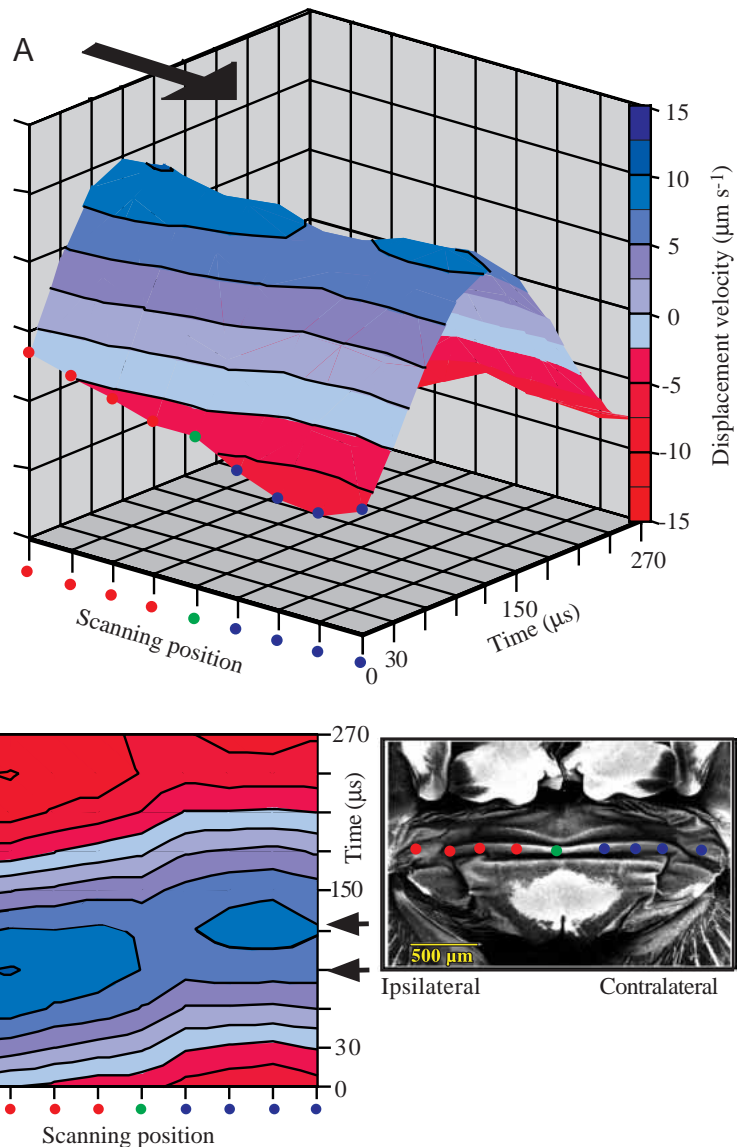 A
15
10
5
0
-5
-10
-15
Displacement velocity (μm s-1)
270
150
30
0
Time (μs)
Scanning position
270
150
30
0
Time (μs)
Scanning position
500 μm
Ipsilateral
Contralateral